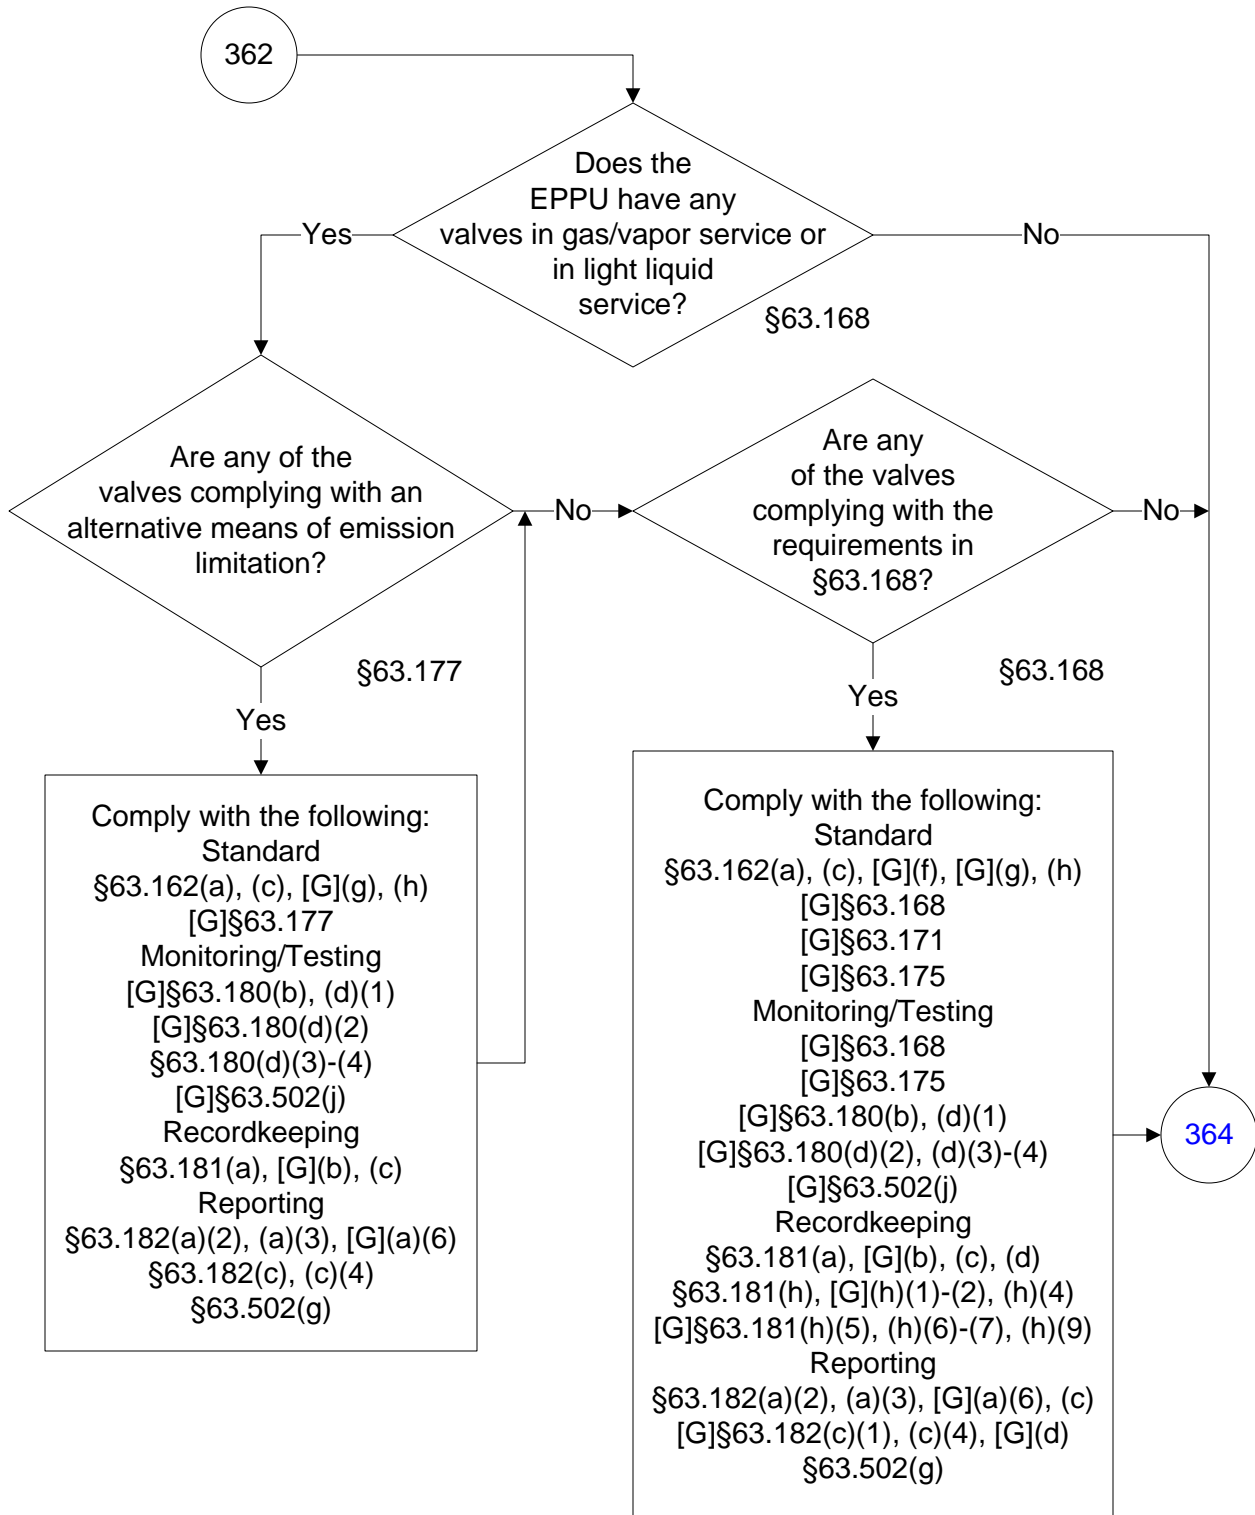 362
Does the
EPPU have any
valves in gas/vapor service or
in light liquid
service?
§63.168
Yes
No
Are any of the
valves complying with an
alternative means of emission
limitation?
§63.177
No
Yes
Are any
of the valves
complying with the
requirements in
§63.168?
§63.168
No
Yes
Comply with the following:
Standard
§63.162(a), (c), [G](g), (h)
[G]§63.177
Monitoring/Testing
[G]§63.180(b), (d)(1)
[G]§63.180(d)(2)
§63.180(d)(3)-(4)
[G]§63.502(j)
Recordkeeping
§63.181(a), [G](b), (c)
Reporting
§63.182(a)(2), (a)(3), [G](a)(6)
§63.182(c), (c)(4)
§63.502(g)
Comply with the following:
Standard
§63.162(a), (c), [G](f), [G](g), (h)
[G]§63.168
[G]§63.171
[G]§63.175
Monitoring/Testing
[G]§63.168
[G]§63.175
[G]§63.180(b), (d)(1)
[G]§63.180(d)(2), (d)(3)-(4)
[G]§63.502(j)
Recordkeeping
§63.181(a), [G](b), (c), (d)
§63.181(h), [G](h)(1)-(2), (h)(4)
[G]§63.181(h)(5), (h)(6)-(7), (h)(9)
Reporting
§63.182(a)(2), (a)(3), [G](a)(6), (c)
[G]§63.182(c)(1), (c)(4), [G](d)
§63.502(g)
364